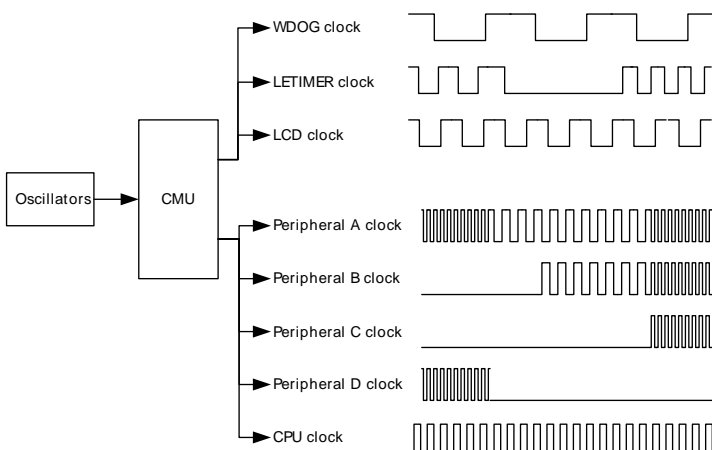 WDOG clock
LETIMER clock
LCD clock
Oscillators
CMU
Peripheral A clock
Peripheral B clock
Peripheral C clock
Peripheral D clock
CPU clock